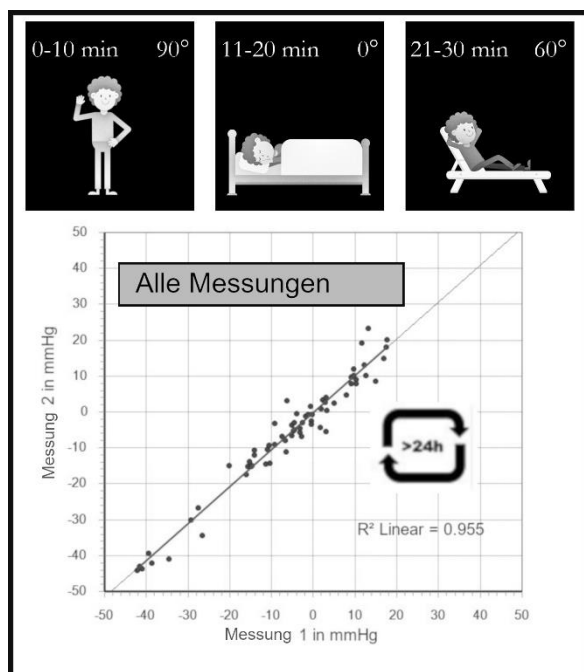 0-10 min 90°
11-20 min 0°
21-30 min 60°
Alle Messungen
50
40
30
20
10
0
-10
-20
-30
-40
-50
Messung 2 in mmHg
>24h
R² Linear = 0.955
-50 -40 -30 -20 -10 0 10 20 30 40 50
Messung 1 in mmHg